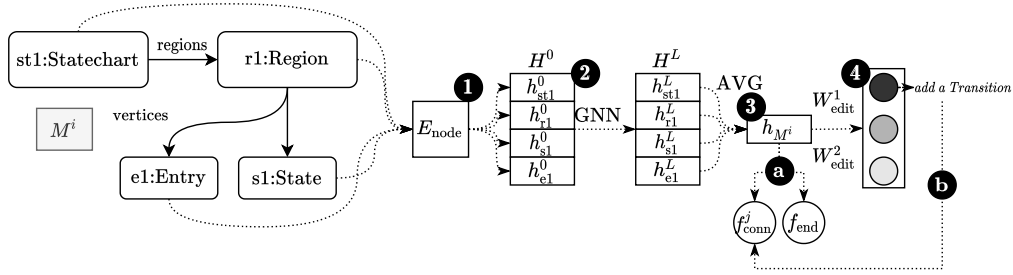 st1:Statechart
regions
r1:Region
M^i
vertices
e1:Entry
s1:State
1
E_node
H^0
2
h^0_st1
h^0_r1
h^0_s1
h^0_e1
GNN
H^L
h^L_st1
h^L_r1
h^L_s1
h^L_e1
AVG
3
h_{M^i}
a
f^j_conn
f_end
W^1_edit
W^2_edit
4
add a Transition
b